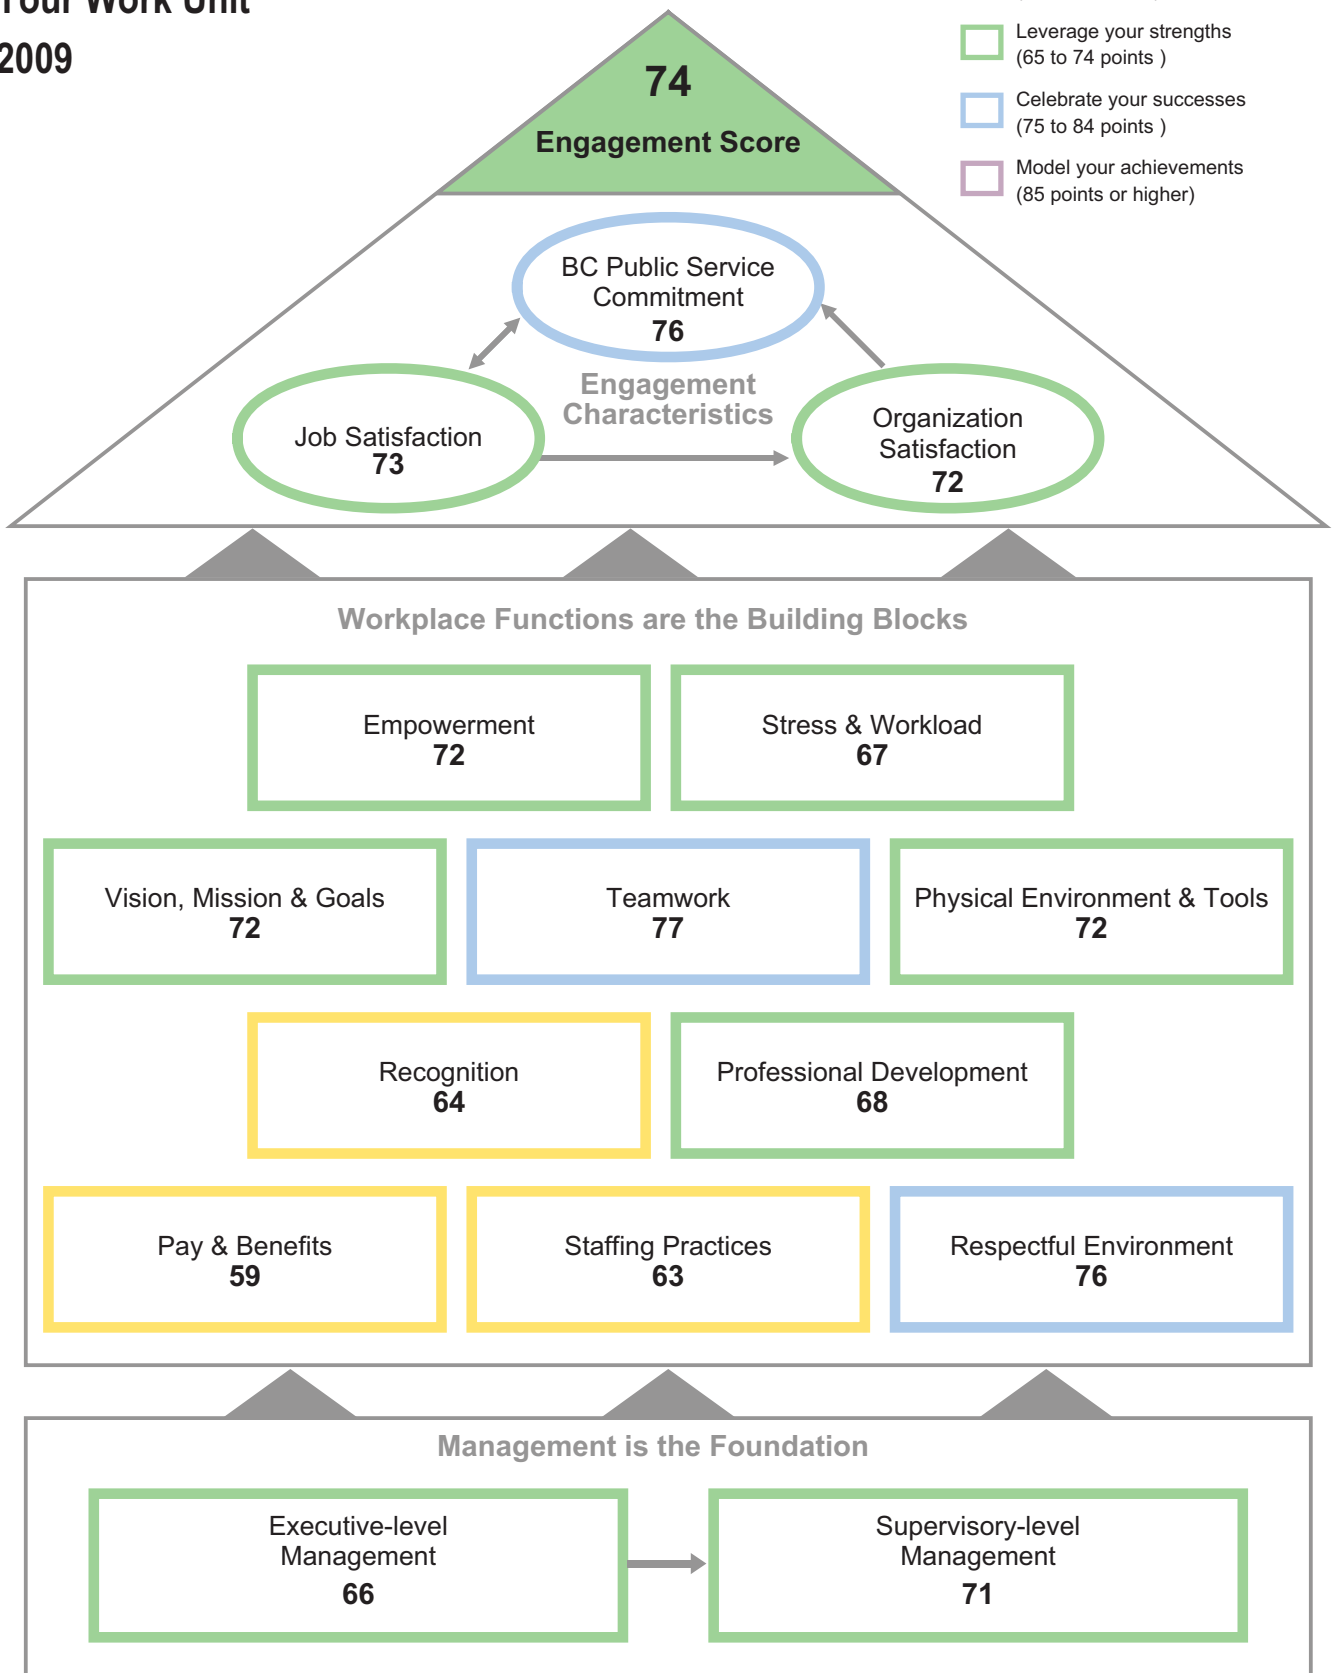 Your Work Unit
2009
Leverage your strengths
(65 to 74 points )
Celebrate your successes
(75 to 84 points )
Model your achievements
(85 points or higher)
74
Engagement Score
BC Public Service
Commitment
76
Engagement
Characteristics
Job Satisfaction
73
Organization
Satisfaction
72
Workplace Functions are the Building Blocks
Empowerment
72
Stress & Workload
67
Vision, Mission & Goals
72
Teamwork
77
Physical Environment & Tools
72
Recognition
64
Professional Development
68
Pay & Benefits
59
Staffing Practices
63
Respectful Environment
76
Management is the Foundation
Executive-level
Management
66
Supervisory-level
Management
71